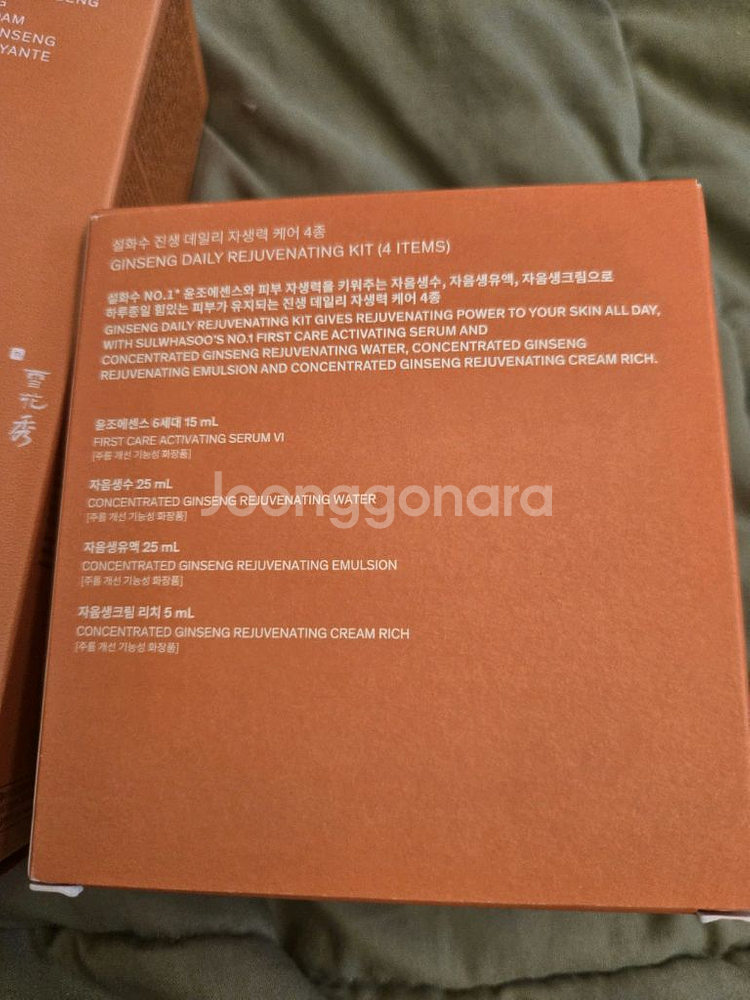 AM
NSENG
YANTE
雪花秀
설화수 진생 데일리 자생력 케어 4종
GINSENG DAILY REJUVENATING KIT (4 ITEMS)
설화수 NO.1* 윤조에센스와 피부 자생력을 키워주는 자음생수, 자음생유액, 자음생크림으로
하루종일 힘있는 피부가 유지되는 진생 데일리 자생력 케어 4종
GINSENG DAILY REJUVENATING KIT GIVES REJUVENATING POWER TO YOUR SKIN ALL DAY,
WITH SULWHASOO'S NO.1 FIRST CARE ACTIVATING SERUM AND
CONCENTRATED GINSENG REJUVENATING WATER, CONCENTRATED GINSENG
REJUVENATING EMULSION AND CONCENTRATED GINSENG REJUVENATING CREAM RICH.
윤조에센스 6세대 15 mL
FIRST CARE ACTIVATING SERUM VI
[주름 개선 기능성 화장품]
자음생수 25 mL
CONCENTRATED GINSENG REJUVENATING WATER
[주름 개선 기능성 화장품]
Joonggonara
자음생유액 25 mL
CONCENTRATED GINSENG REJUVENATING EMULSION
[주름 개선 기능성 화장품]
자음생크림 리치 5 mL
CONCENTRATED GINSENG REJUVENATING CREAM RICH
[주름 개선 기능성 화장품]